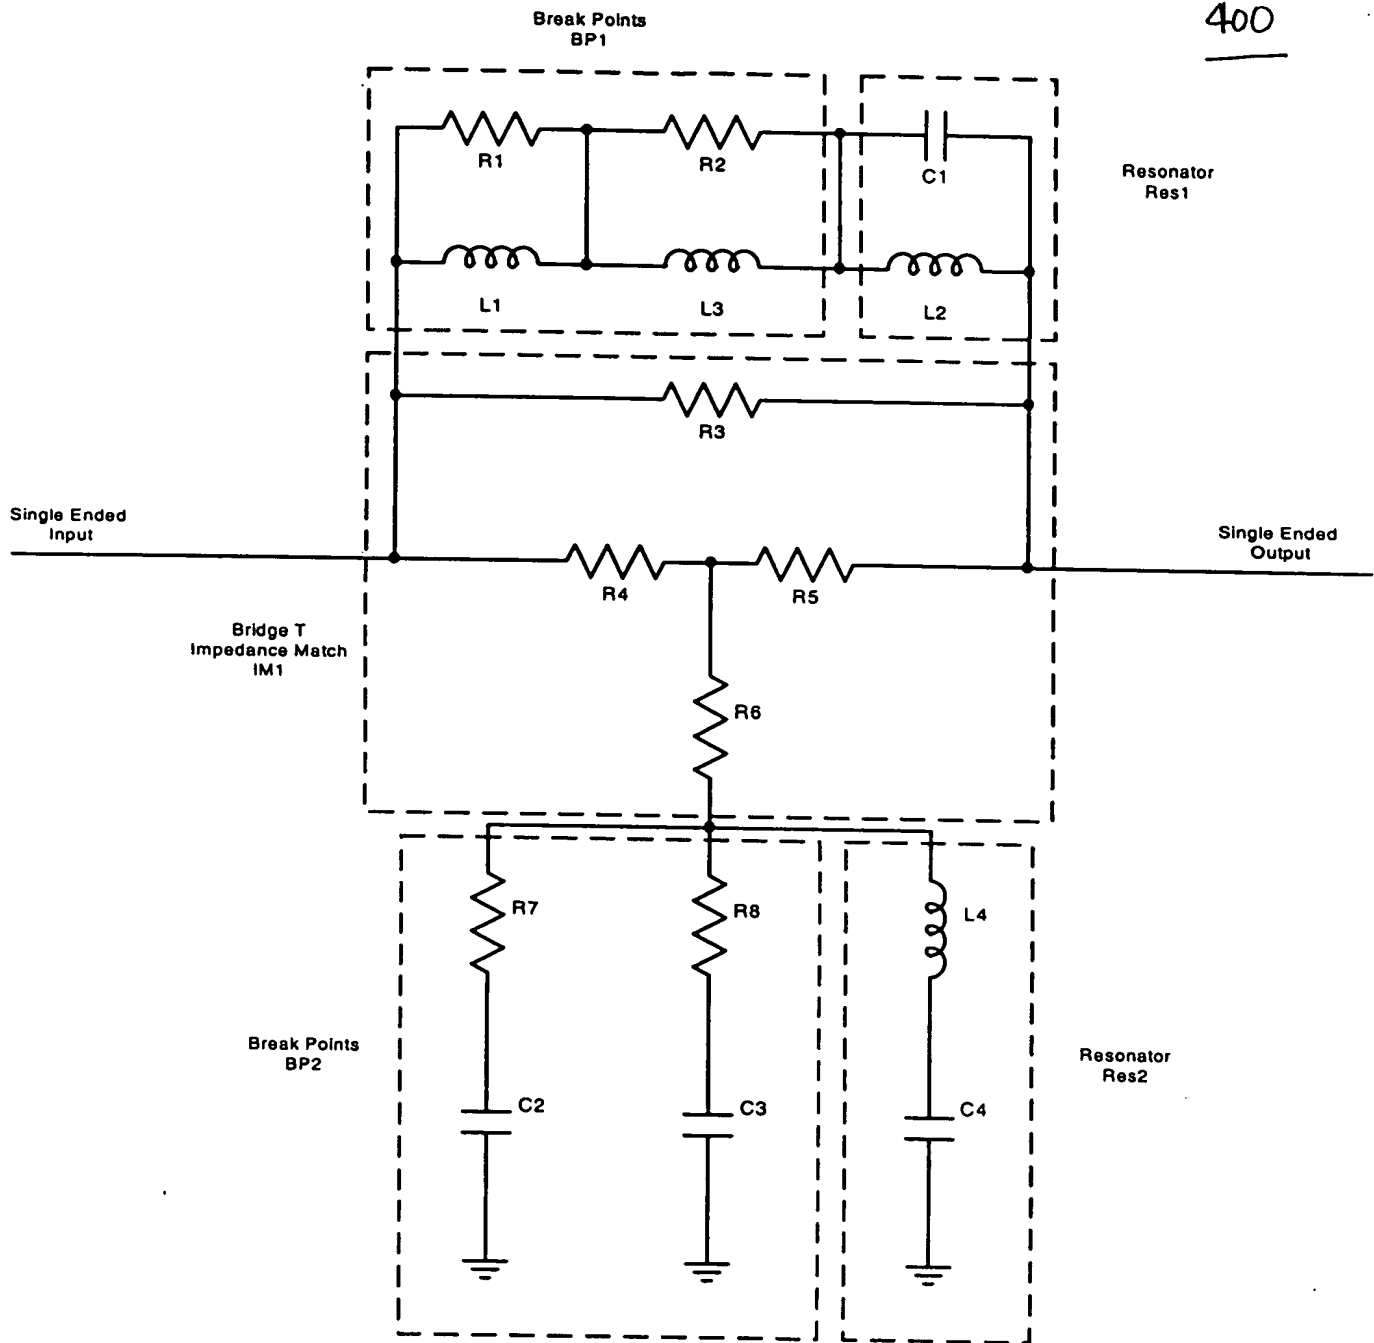 400
Break Points
BP1
R1
R2
C1
Resonator
Res1
L1
L3
L2
R3
Single Ended
Input
Single Ended
Output
R4
R5
Bridge T
Impedance Match
IM1
R6
R7
R8
L4
Break Points
BP2
Resonator
Res2
C2
C3
C4